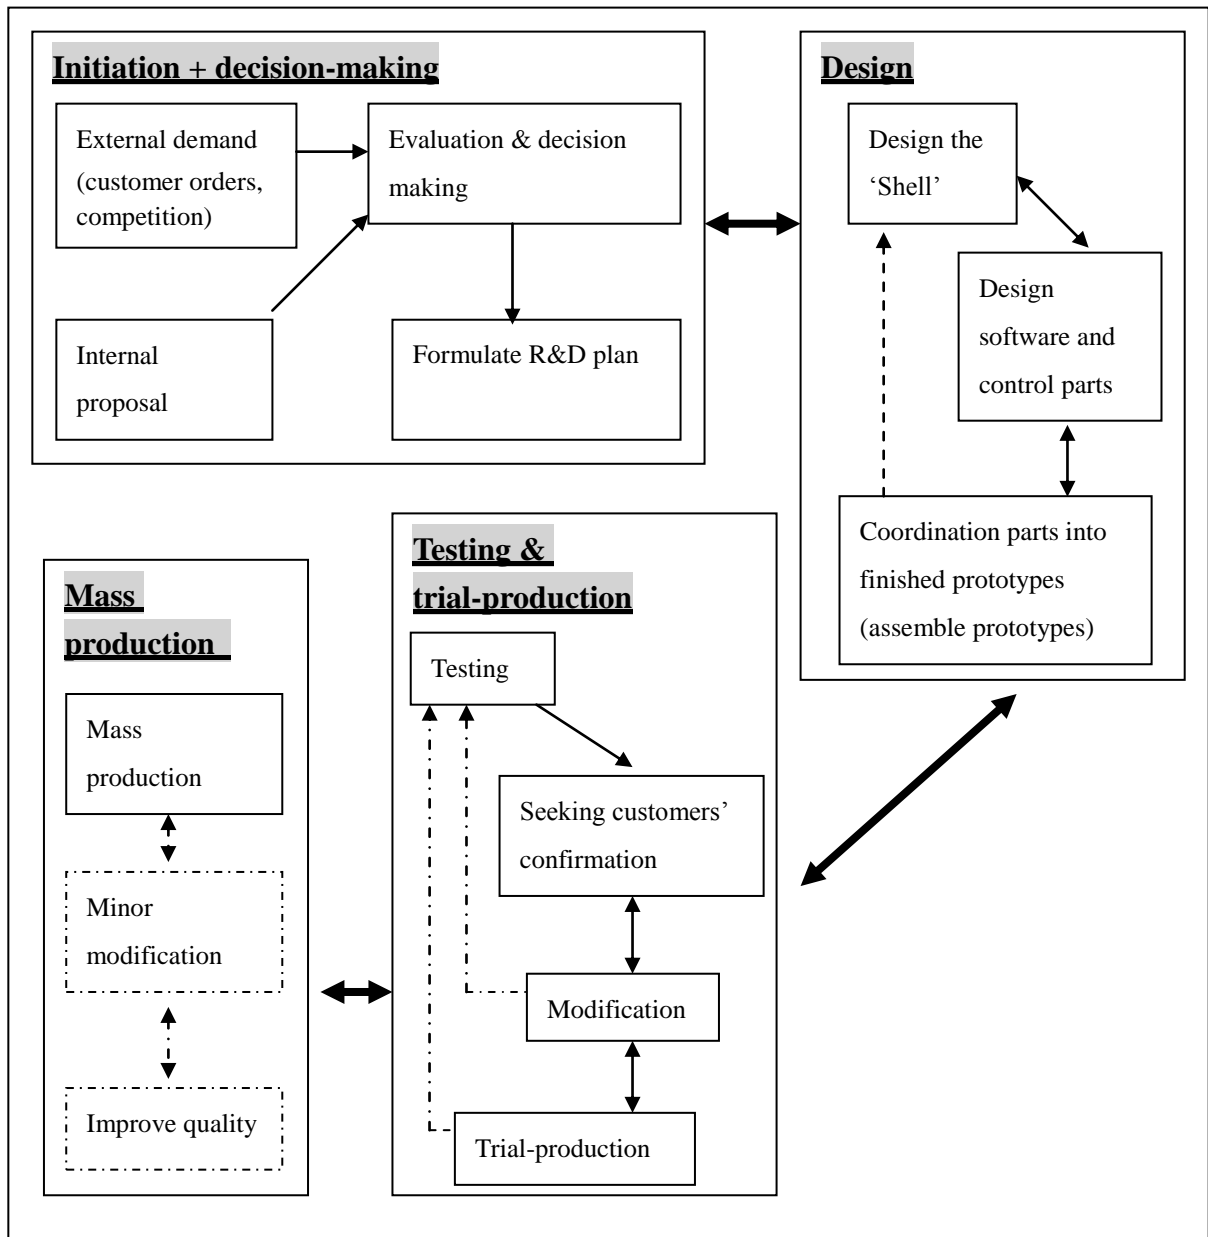 Initiation + decision-making
External demand
(customer orders,
competition)
Evaluation & decision
making
Internal
proposal
Formulate R&D plan
Design
Design the
‘Shell’
Design
software and
control parts
Coordination parts into
finished prototypes
(assemble prototypes)
Testing &
trial-production
Testing
Seeking customers’
confirmation
Modification
Trial-production
Mass
production
Mass
production
Minor
modification
Improve quality